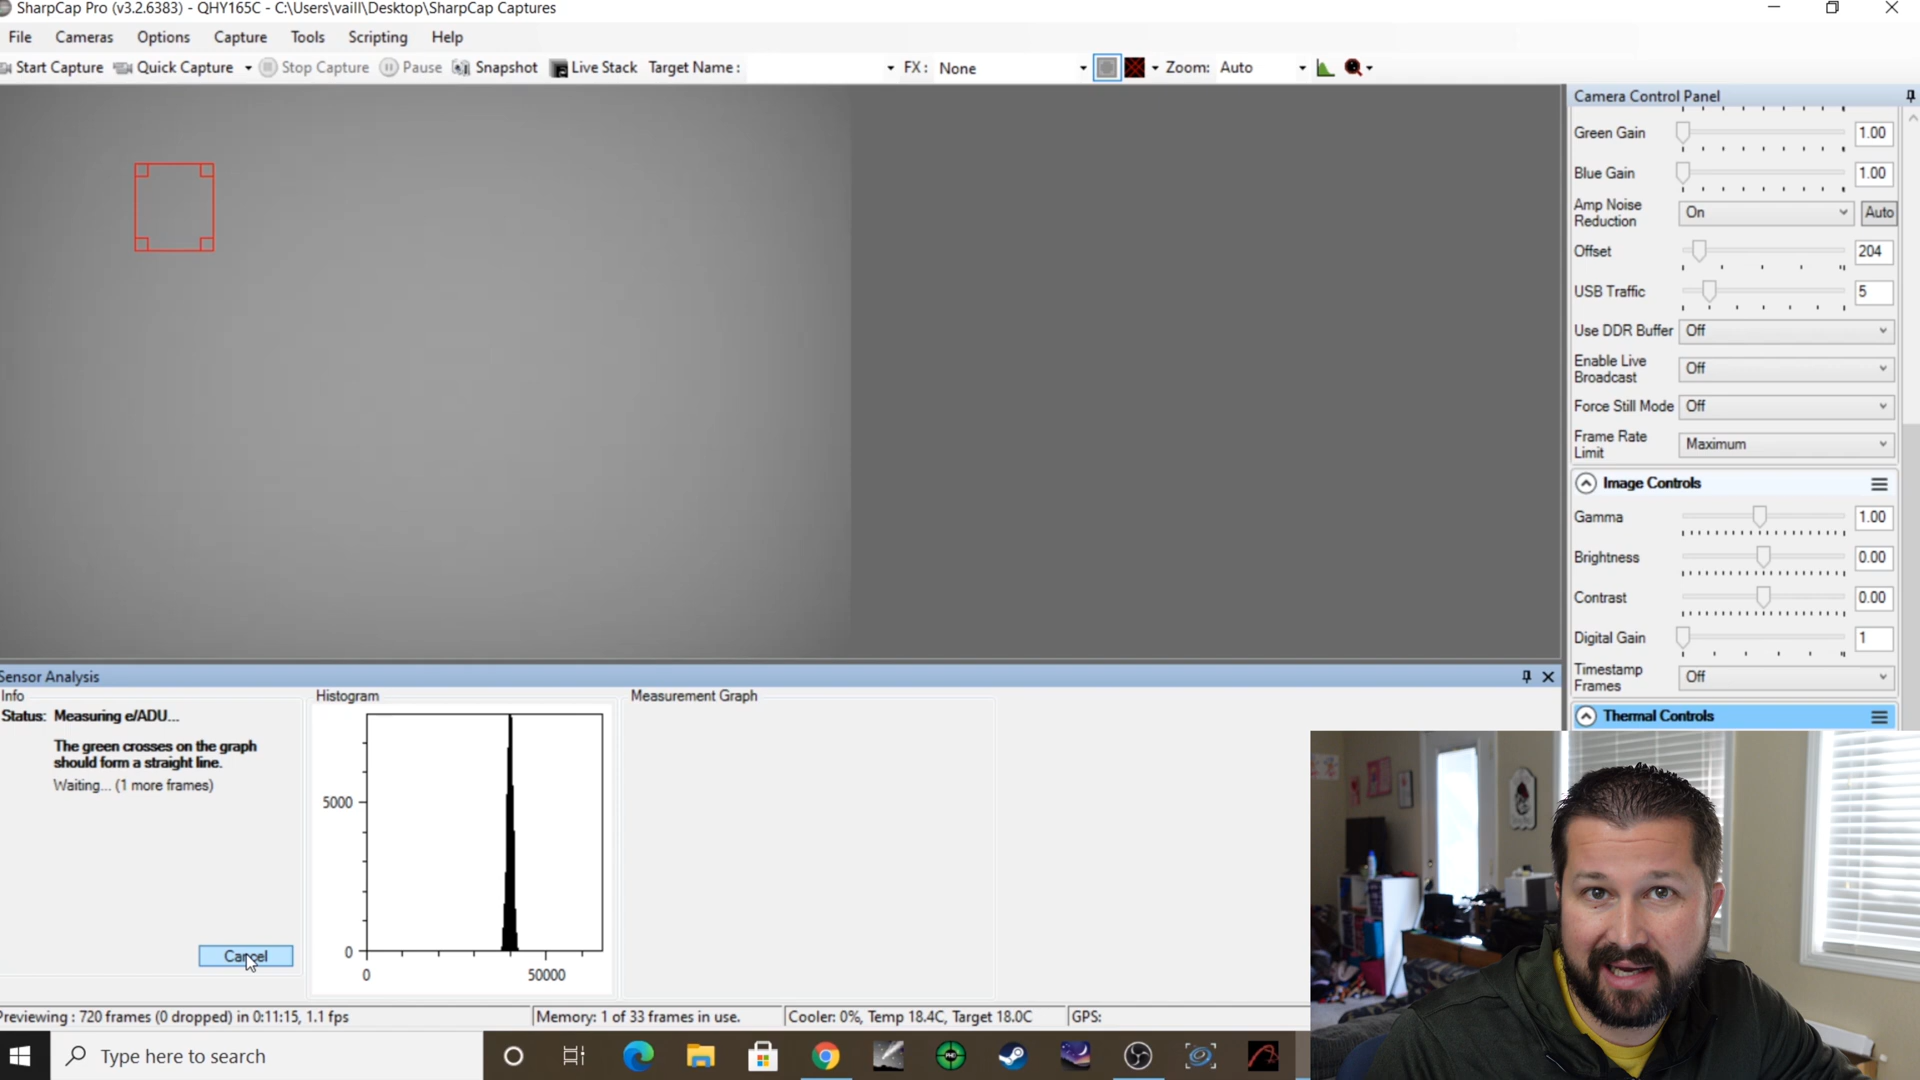 SharpCap Pro (v3.2.6383) - QHY165C - C:\Users\vaill\Desktop\SharpCap Captures
File Cameras Options Capture Tools Scripting Help
Start Capture Quick Capture Stop Capture Pause Snapshot Live Stack Target Name : FX : None Zoom: Auto
Camera Control Panel
Green Gain 1.00
Blue Gain 1.00
Amp Noise
Reduction On Auto
Offset 204
USB Traffic 5
Use DDR Buffer Off
Enable Live
Broadcast Off
Force Still Mode Off
Frame Rate
Limit Maximum
Image Controls
Gamma 1.00
Brightness 0.00
Contrast 0.00
Digital Gain 1
Timestamp
Frames Off
Thermal Controls
Sensor Analysis
Info
Status: Measuring e/ADU...
The green crosses on the graph
should form a straight line.
Waiting... (1 more frames)
Cancel
Histogram
5000
0
0 50000
Measurement Graph
Previewing : 720 frames (0 dropped) in 0:11:15, 1.1 fps Memory: 1 of 33 frames in use. Cooler: 0%, Temp 18.4C, Target 18.0C GPS:
Type here to search